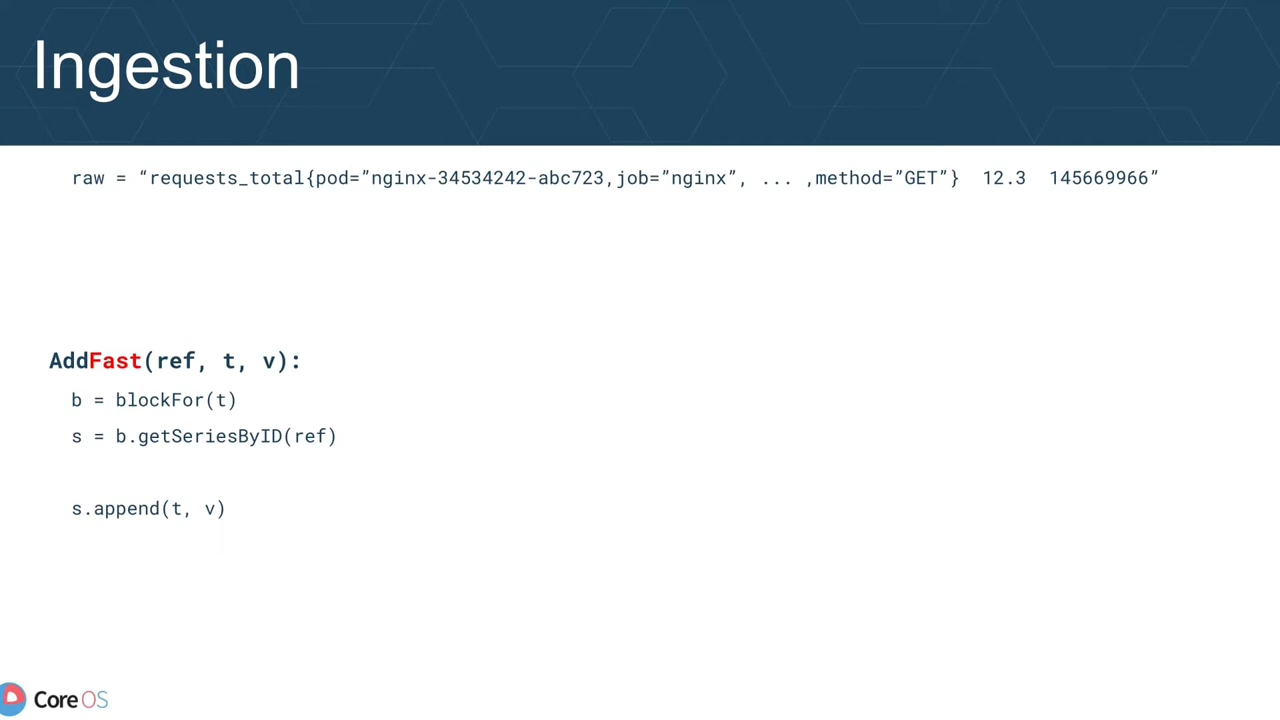 Ingestion
raw = “requests_total{pod=”nginx-34534242-abc723,job=”nginx”, ... ,method=”GET”} 12.3 145669966”
AddFast(ref, t, v):
b = blockFor(t)
s = b.getSeriesByID(ref)
s.append(t, v)
CoreOS